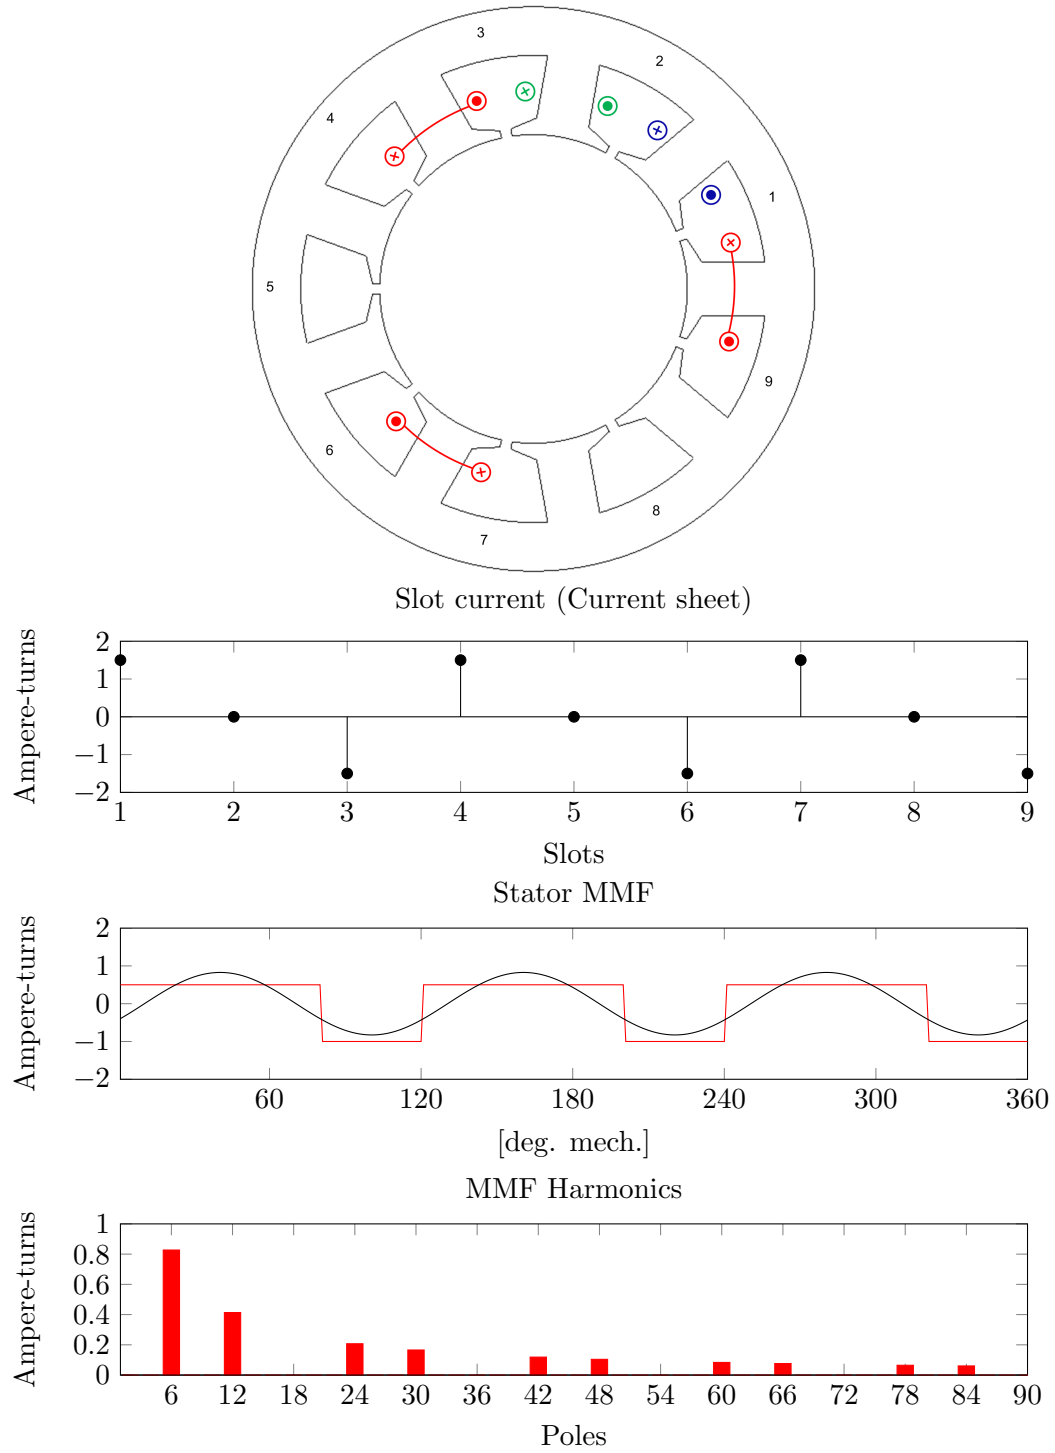 3
2
4
1
5
9
6
8
7
Slot current (Current sheet)
Ampere-turns
2
1
0
−1
−2
1 2 3 4 5 6 7 8 9
Slots
Stator MMF
Ampere-turns
2
1
0
−1
−2
60 120 180 240 300 360
[deg. mech.]
MMF Harmonics
Ampere-turns
1
0.8
0.6
0.4
0.2
0
6 12 18 24 30 36 42 48 54 60 66 72 78 84 90
Poles